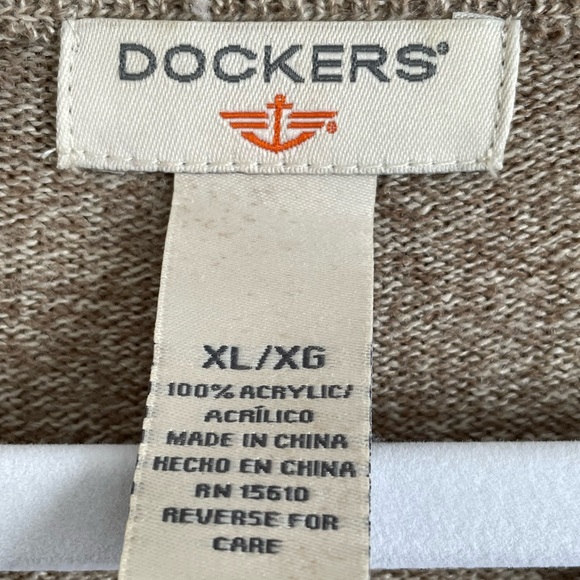 DOCKERS®
®
XL/XG
100% ACRYLIC/
ACRÍLICO
MADE IN CHINA
HECHO EN CHINA
RN 15610
REVERSE FOR
CARE